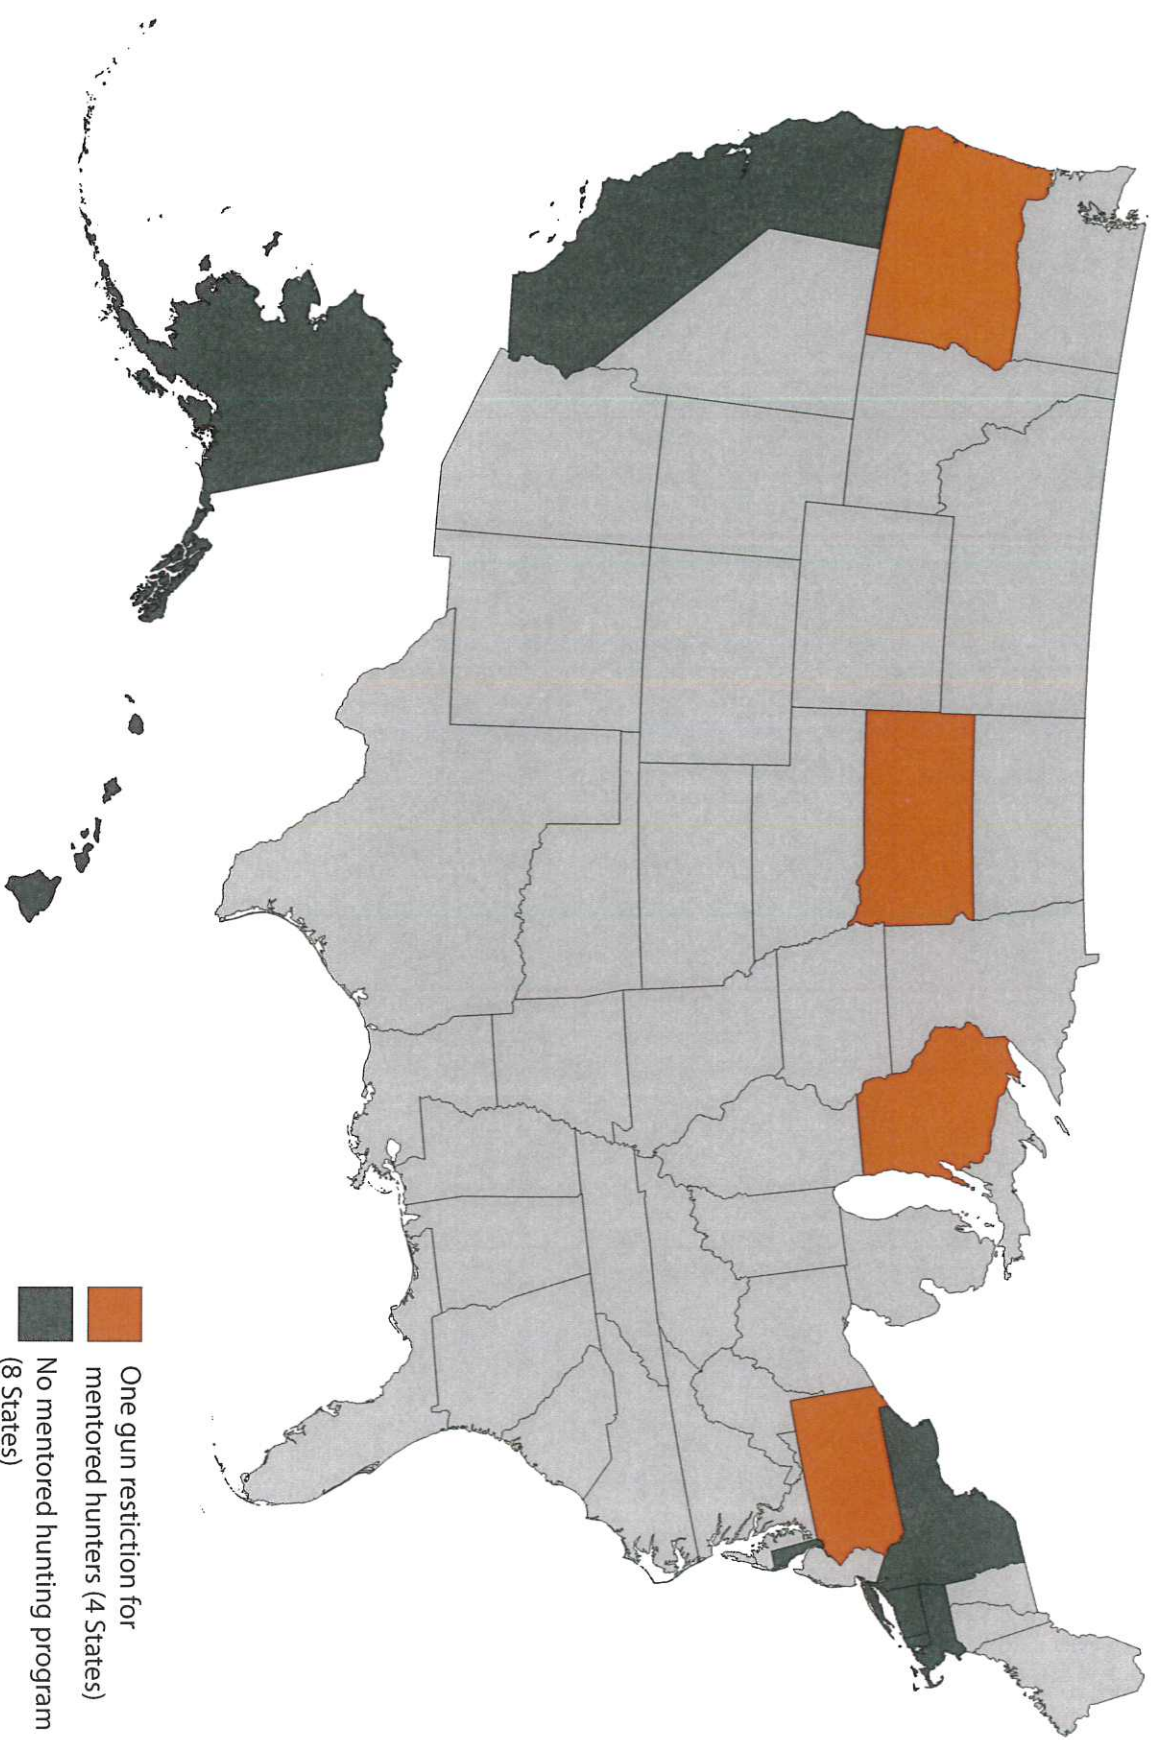 One gun restiction for
mentored hunters (4 States)
No mentored hunting program
(8 States)